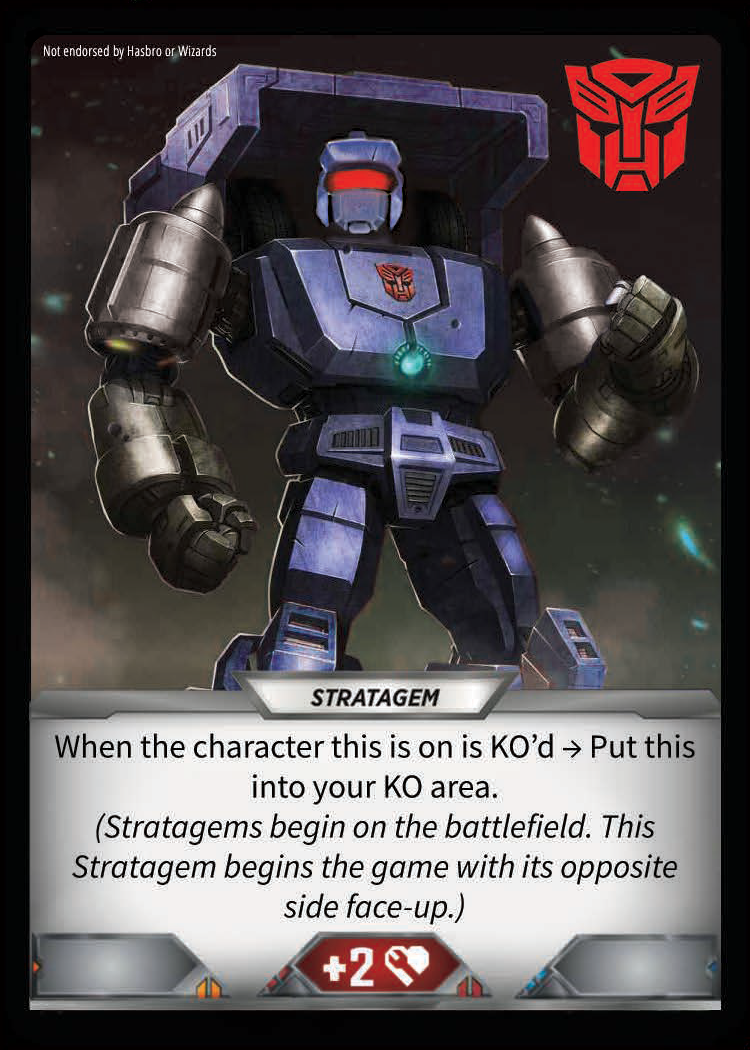 Not endorsed by Hasbro or Wizards
STRATAGEM
When the character this is on is KO’d → Put this
into your KO area.
(Stratagems begin on the battlefield. This
Stratagem begins the game with its opposite
side face-up.)
+2